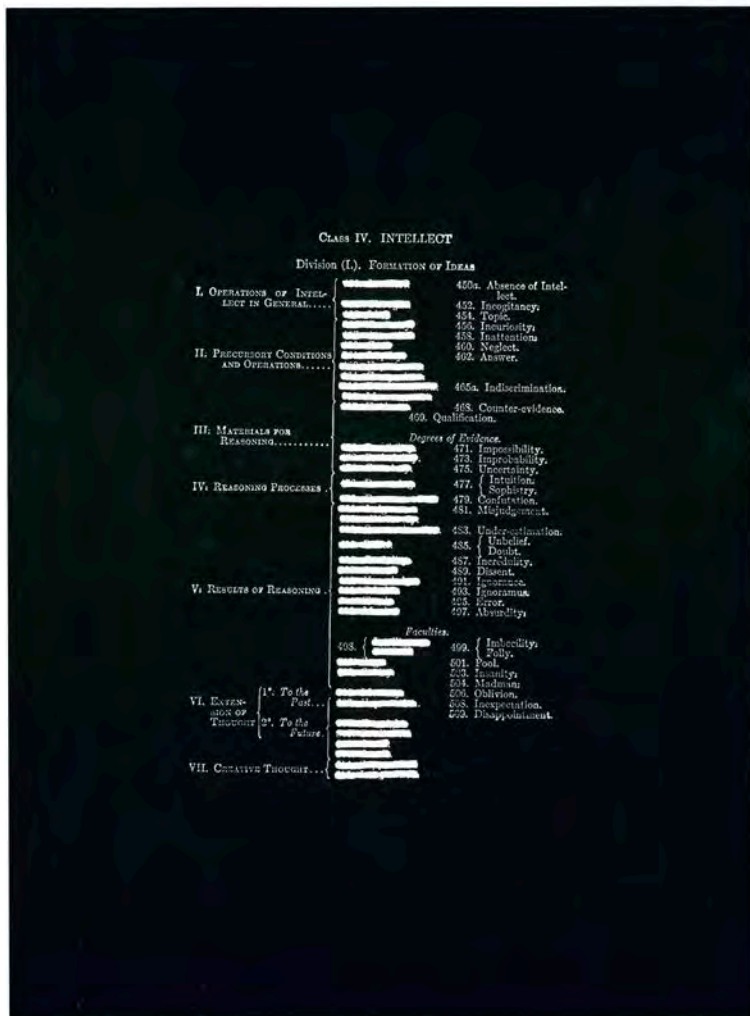 CLASS IV. INTELLECT
Division (I.). FORMATION OF IDEAS
I. OPERATIONS OF INTEL-
LECT IN GENERAL.....
450a. Absence of Intel-
lect.
452. Incogitancy.
454. Topic.
456. Incuriosity.
458. Inattention.
460. Neglect.
462. Answer.
II. PRECURSORY CONDITIONS
AND OPERATIONS......
465a. Indiscrimination.
468. Counter-evidence.
469. Qualification.
III. MATERIALS FOR
REASONING...........
Degrees of Evidence.
471. Impossibility.
473. Improbability.
475. Uncertainty.
IV. REASONING PROCESSES .
477. { Intuition.
Sophistry.
479. Confutation.
481. Misjudgement.
483. Under-estimation.
485. { Unbelief.
Doubt.
487. Incredulity.
489. Dissent.
V. RESULTS OF REASONING .
491. Ignorance.
493. Ignoramus.
495. Error.
497. Absurdity.
Faculties.
498. {
499. { Imbecility.
Folly.
501. Fool.
503. Insanity.
504. Madman.
VI. EXTEN-
SION OF
THOUGHT
1°. To the
Past...
506. Oblivion.
508. Inexpectation.
509. Disappointment.
2°. To the
Future.
VII. CREATIVE THOUGHT...